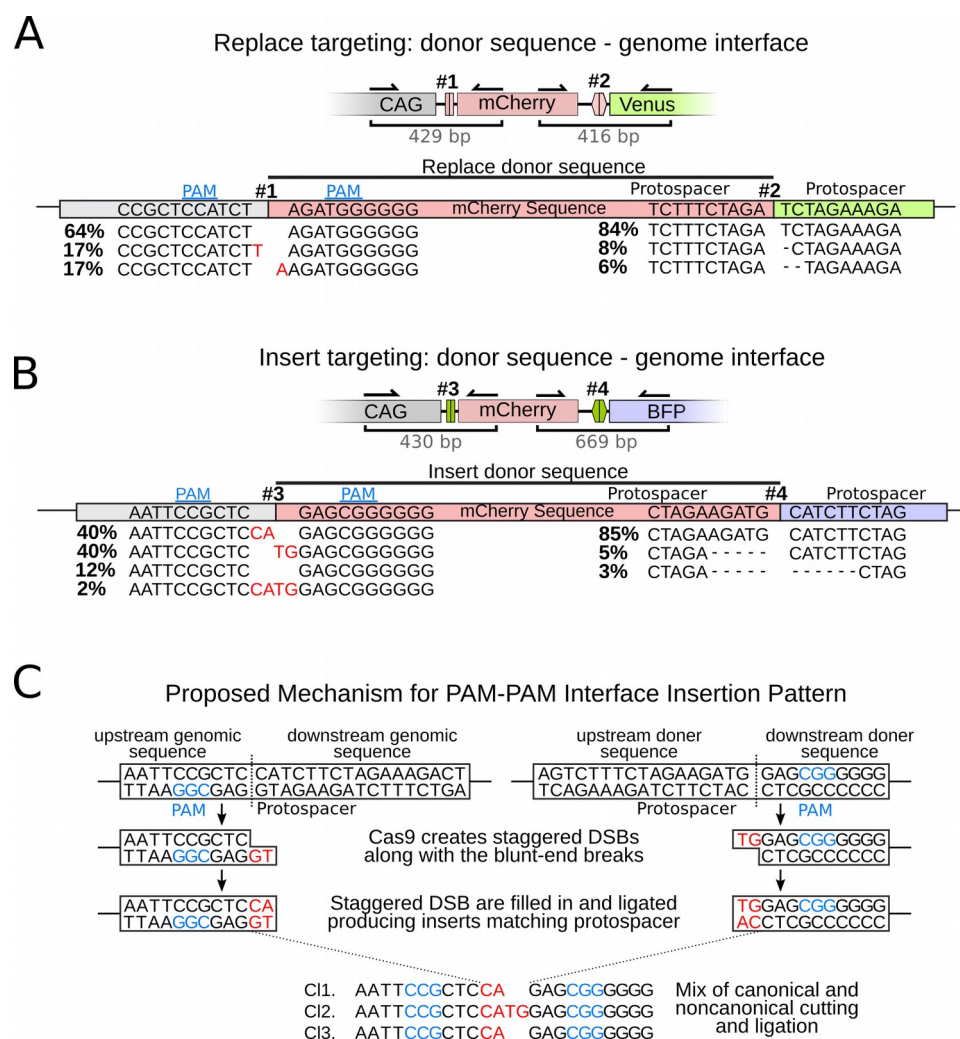 A
Replace targeting: donor sequence - genome interface
#1 #2
CAG mCherry Venus
429 bp 416 bp
Replace donor sequence
PAM #1 PAM Protospacer #2 Protospacer
CCGCTCCATCT AGATGGGGGGG mCherry Sequence TCTTTCTAGA TCTAGAAAGA
64% CCGCTCCATCT AGATGGGGGGG 84% TCTTTCTAGA TCTAGAAAGA
17% CCGCTCCATCTT AGATGGGGGGG 8% TCTTTCTAGA -CTAGAAAGA
17% CCGCTCCATCT AAGATGGGGGGG 6% TCTTTCTAGA --TAGAAAGA
B
Insert targeting: donor sequence - genome interface
#3 #4
CAG mCherry BFP
430 bp 669 bp
Insert donor sequence
PAM #3 PAM Protospacer #4 Protospacer
AATTCCGCTC GAGCGGGGGG mCherry Sequence CTAGAAGATG CATCTTCTAG
40% AATTCCGCTCCA GAGCGGGGGG 85% CTAGAAGATG CATCTTCTAG
40% AATTCCGCTC TGGAGCGGGGGG 5% CTAGA----- CATCTTCTAG
12% AATTCCGCTC GAGCGGGGGG 3% CTAGA----- ------CTAG
2% AATTCCGCTCCATGGAGCGGGGGG
C
Proposed Mechanism for PAM-PAM Interface Insertion Pattern
upstream genomic sequence downstream genomic sequence upstream doner sequence downstream doner sequence
AATTCCGCTC CATCTTCTAGAAAGACT AGTCTTTCTAGAAGATG GAGCGGGGGG
TTAAGGCGAG GTAGAAGATCTTTCTGA TCAGAAAGATCTTCTAC CTCGCCCCCC
PAM Protospacer Protospacer PAM
AATTCCGCTC Cas9 creates staggered DSBs TGGAGCGGGGGG
TTAAGGCGAGGT along with the blunt-end breaks CTCGCCCCCC
AATTCCGCTCCA Staggered DSB are filled in and ligated TGGAGCGGGGGG
TTAAGGCGAGGT producing inserts matching protospacer ACCTCGCCCCCC
Cl1. AATTCCGCTCCA GAGCGGGGGG Mix of canonical and
Cl2. AATTCCGCTCCATGGAGCGGGGGG noncanonical cutting
Cl3. AATTCCGCTCCA GAGCGGGGGG and ligation